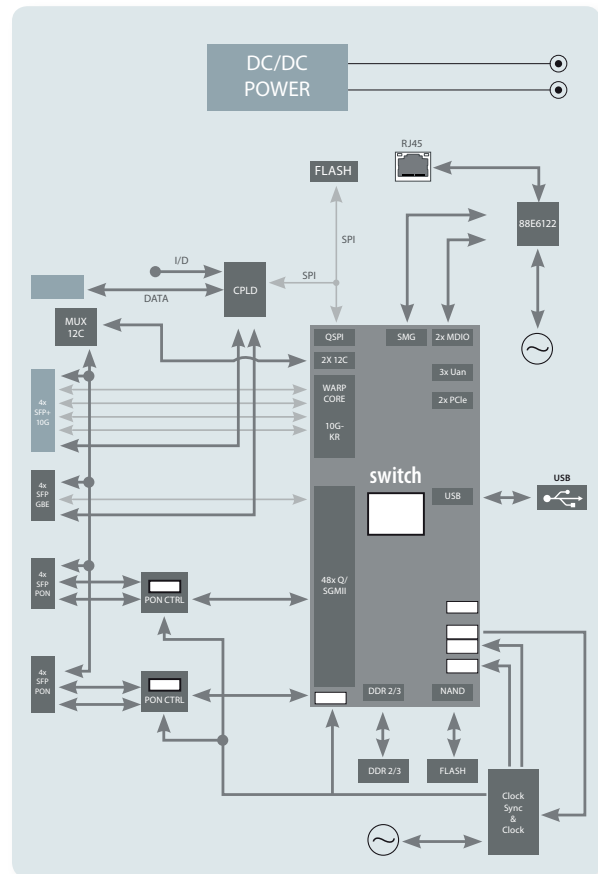 DC/DC
POWER
RJ45
FLASH
88E6122
SPI
I/D
SPI
CPLD
DATA
MUX
12C
QSPI
SMG
2x MDIO
2X 12C
3x Uan
WARP
CORE
2x PCIe
4x
SFP+
10G
10G-
KR
switch
USB
4x
SFP
GBE
USB
48x Q/
SGMII
4x
SFP
PON
PON CTRL
4x
SFP
PON
PON CTRL
DDR 2/3
NAND
DDR 2/3
FLASH
Clock
Sync
&
Clock